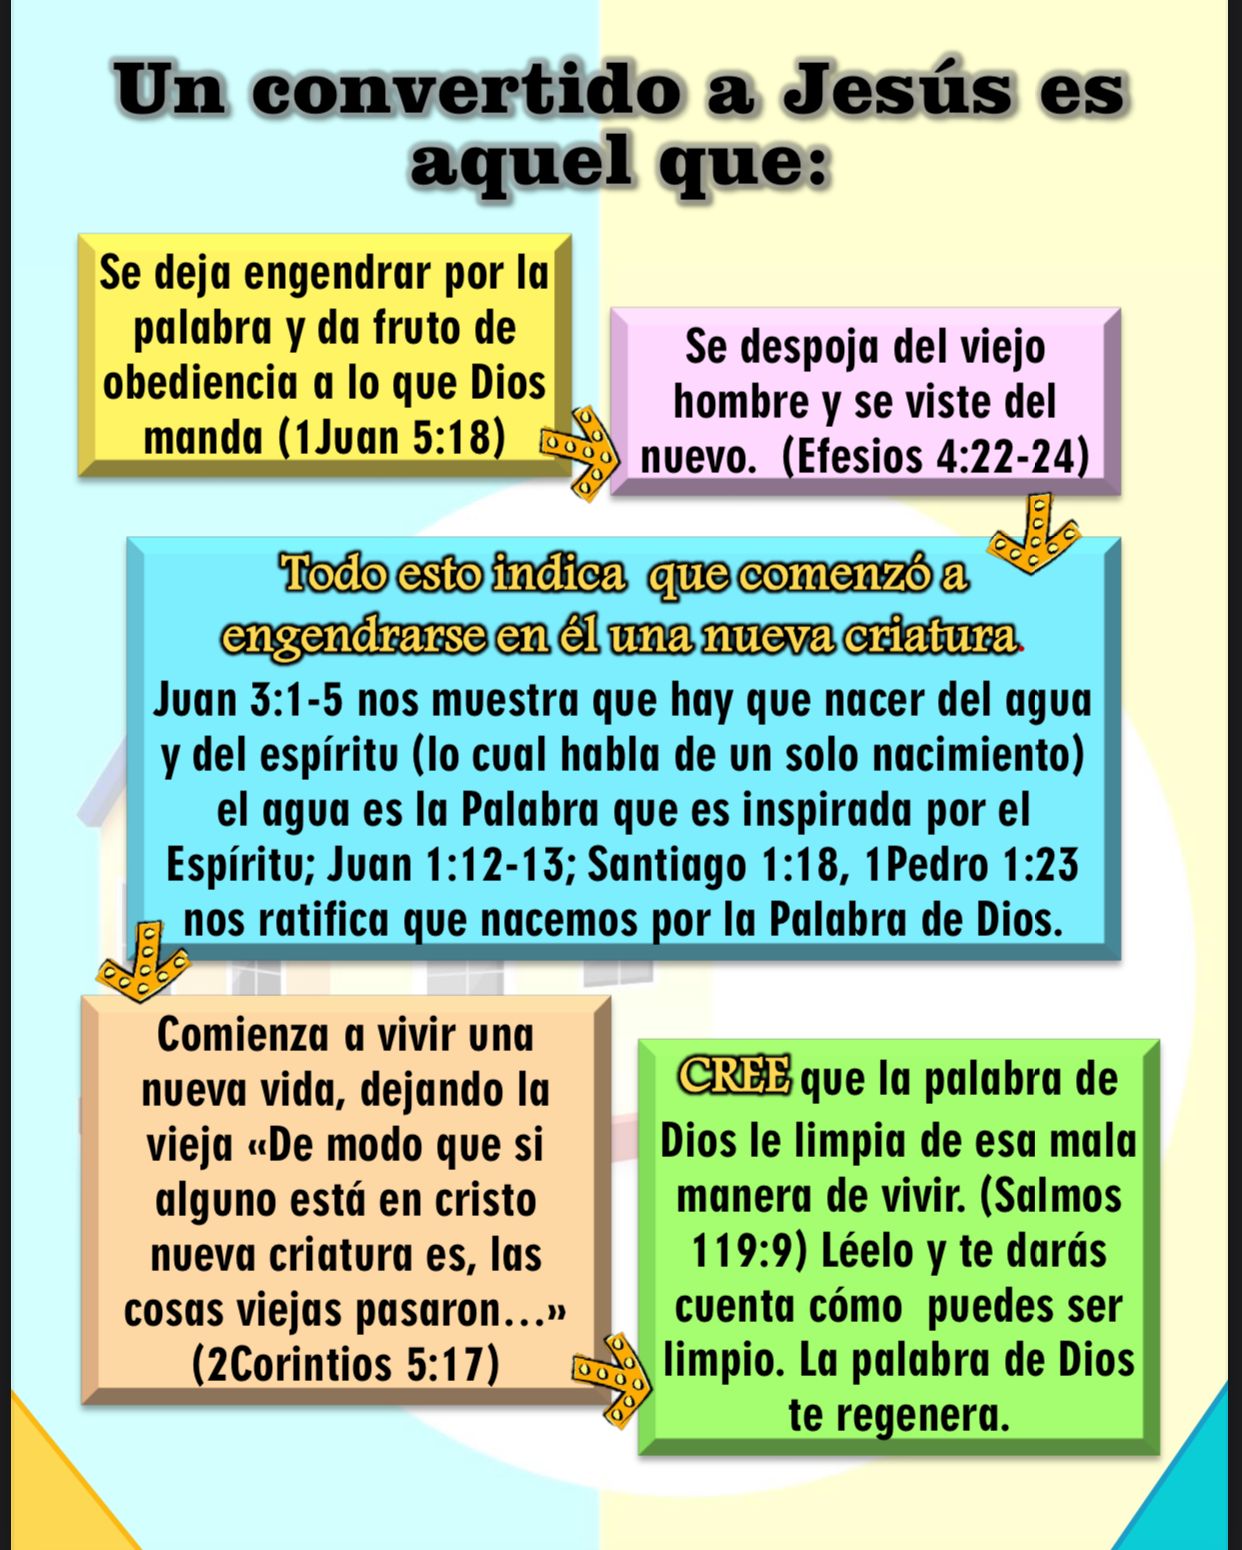 Un convertido a Jesús es
aquel que:
Se deja engendrar por la
palabra y da fruto de
obediencia a lo que Dios
manda (1Juan 5:18)
Se despoja del viejo
hombre y se viste del
nuevo.  (Efesios 4:22-24)
Todo esto indica  que comenzó a
engendrarse en él una nueva criatura.
Juan 3:1-5 nos muestra que hay que nacer del agua
y del espíritu (lo cual habla de un solo nacimiento)
el agua es la Palabra que es inspirada por el
Espíritu; Juan 1:12-13; Santiago 1:18, 1Pedro 1:23
nos ratifica que nacemos por la Palabra de Dios.
Comienza a vivir una
nueva vida, dejando la
vieja «De modo que si
alguno está en cristo
nueva criatura es, las
cosas viejas pasaron...»
(2Corintios 5:17)
CREE que la palabra de
Dios le limpia de esa mala
manera de vivir. (Salmos
119:9) Léelo y te darás
cuenta cómo  puedes ser
limpio. La palabra de Dios
te regenera.